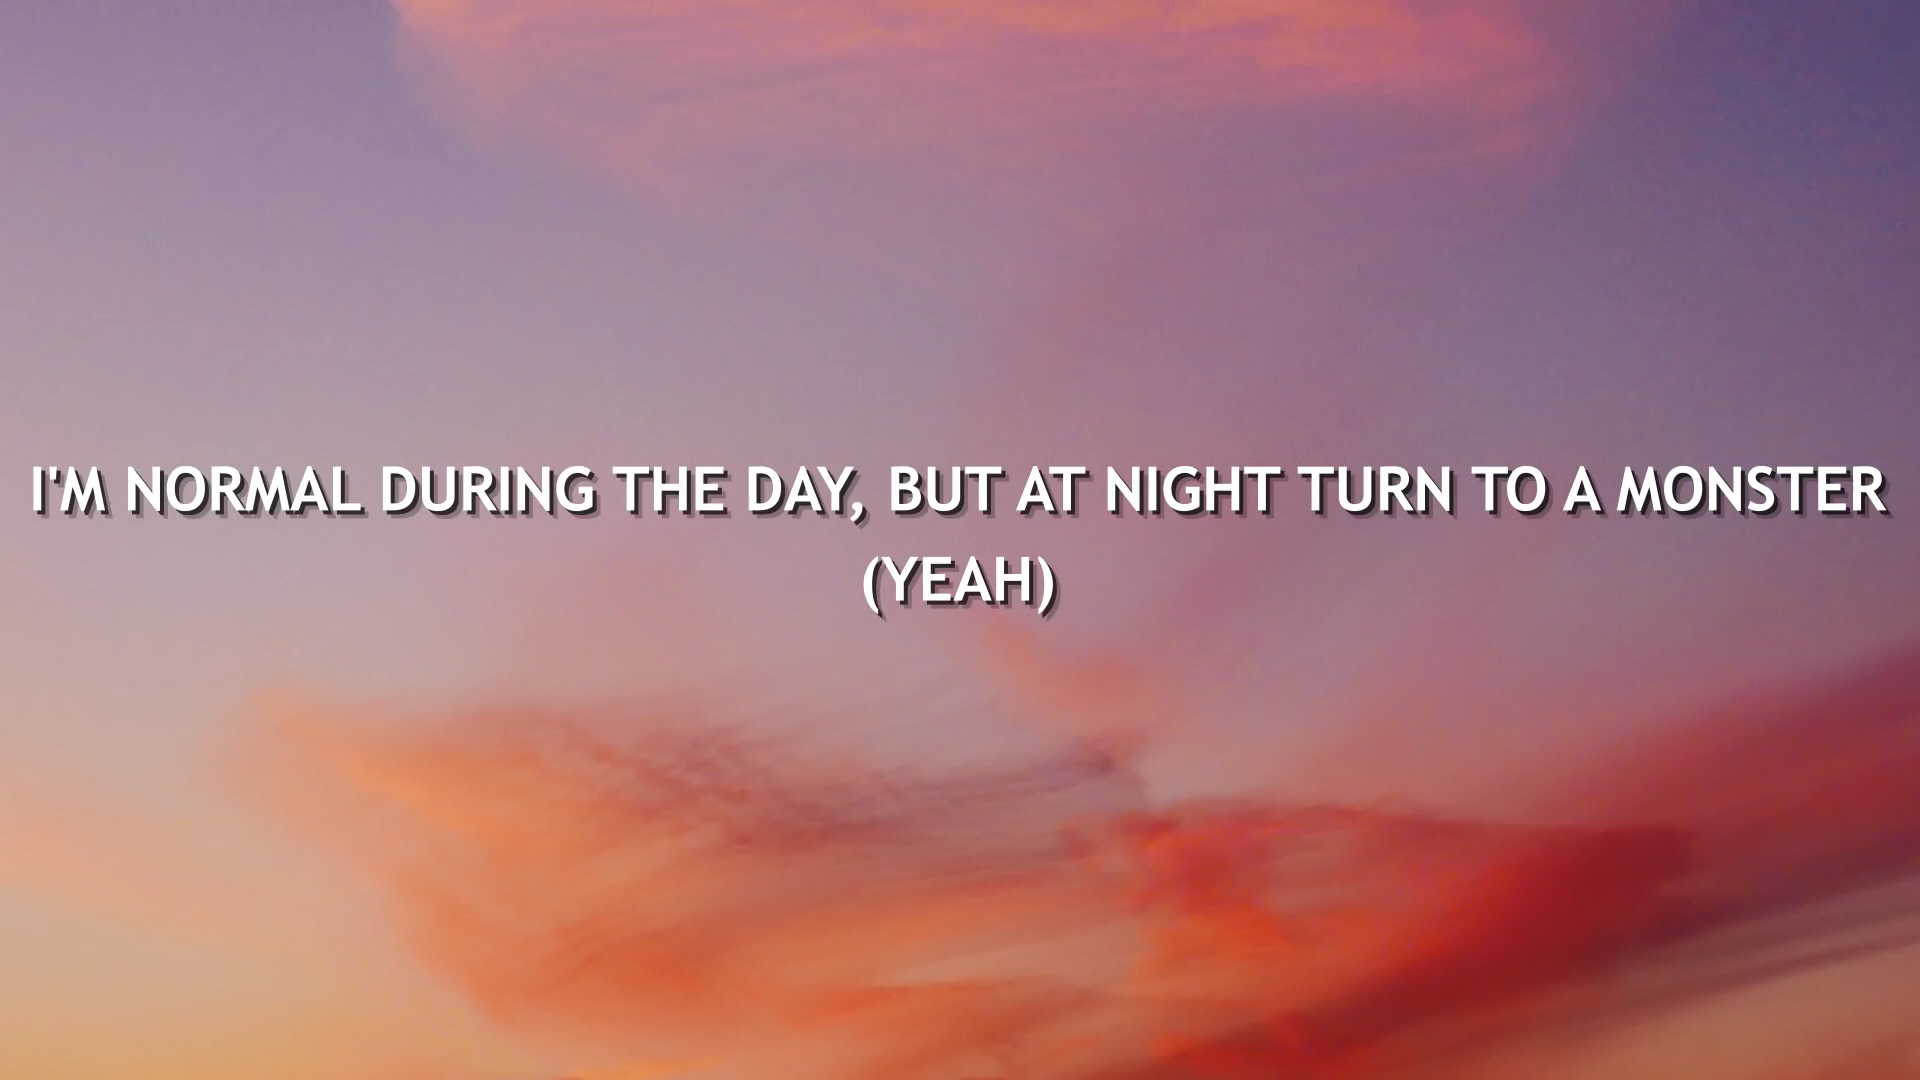 I'M NORMAL DURING THE DAY, BUT AT NIGHT TURN TO A MONSTER
(YEAH)